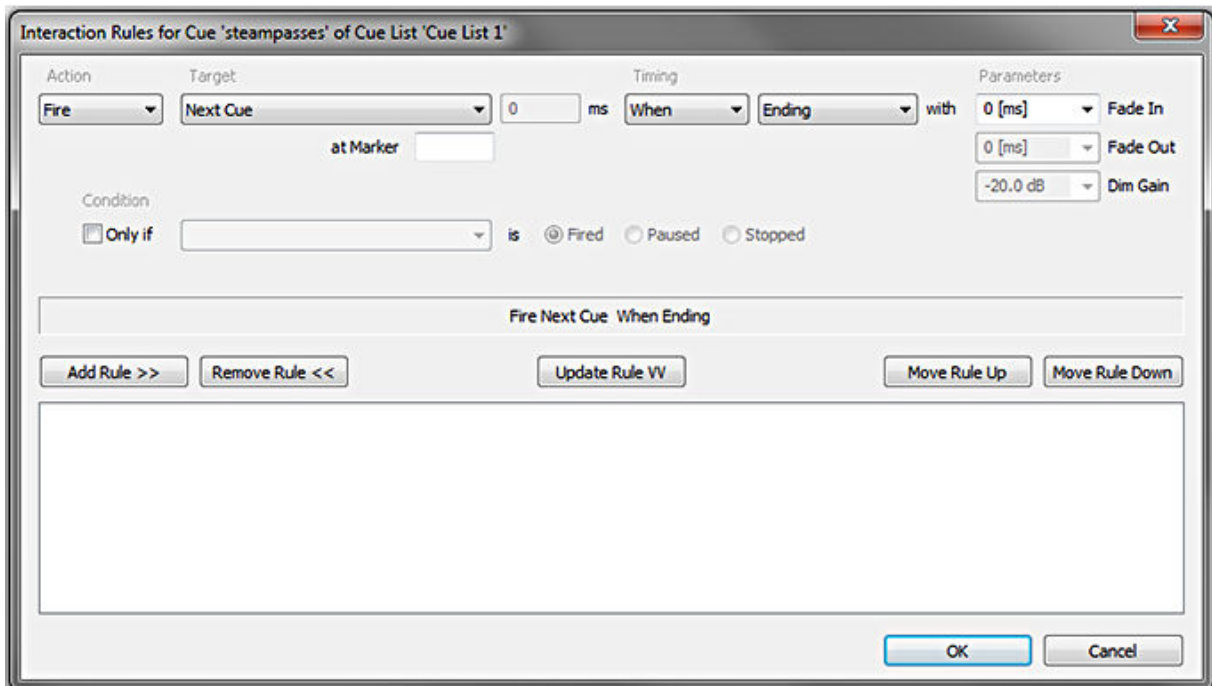 Interaction Rules for Cue 'steampasses' of Cue List 'Cue List 1'
Action Target Timing Parameters
Fire Next Cue 0 ms When Ending with 0 [ms] Fade In
at Marker 0 [ms] Fade Out
-20.0 dB Dim Gain
Condition
Only if is Fired Paused Stopped
Fire Next Cue When Ending
Add Rule >> Remove Rule << Update Rule VV Move Rule Up Move Rule Down
OK Cancel